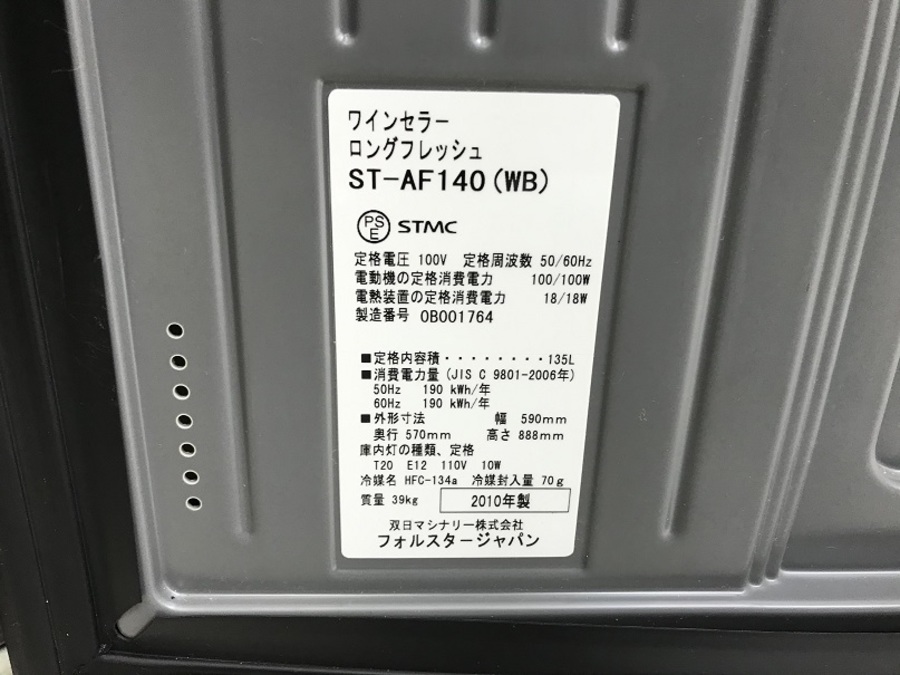 ワインセラー
ロングフレッシュ
ST-AF140(WB)
PS
E STMC
定格電圧 100V 定格周波数 50/60Hz
電動機の定格消費電力 100/100W
電熱装置の定格消費電力 18/18W
製造番号 0B001764
■定格内容積・・・・・・・・135L
■消費電力量(JIS C 9801-2006年)
50Hz 190 kWh/年
60Hz 190 kWh/年
■外形寸法 幅 590mm
奥行 570mm 高さ 888mm
庫内灯の種類、定格
T20 E12 110V 10W
冷媒名 HFC-134a 冷媒封入量 70g
質量 39kg 2010年製
双日マシナリー株式会社
フォルスタージャパン